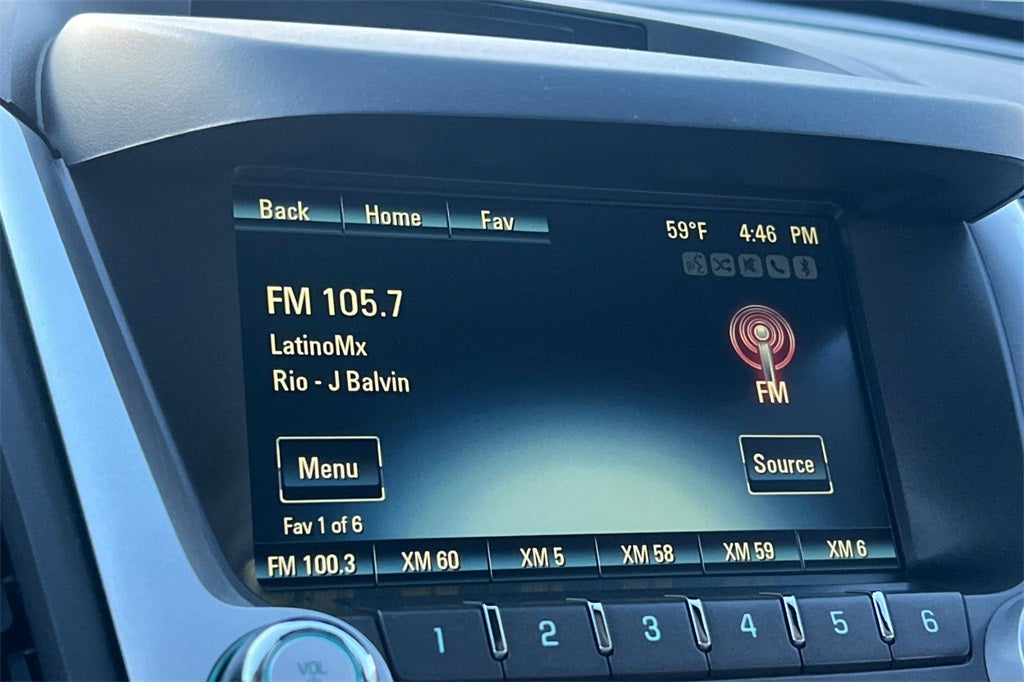 Back Home Fav 59°F 4:46 PM
FM 105.7
LatinoMx
Rio - J Balvin
FM
Menu Source
Fav 1 of 6
FM 100.3 XM 60 XM 5 XM 58 XM 59 XM 6
1 2 3 4 5 6
VOL